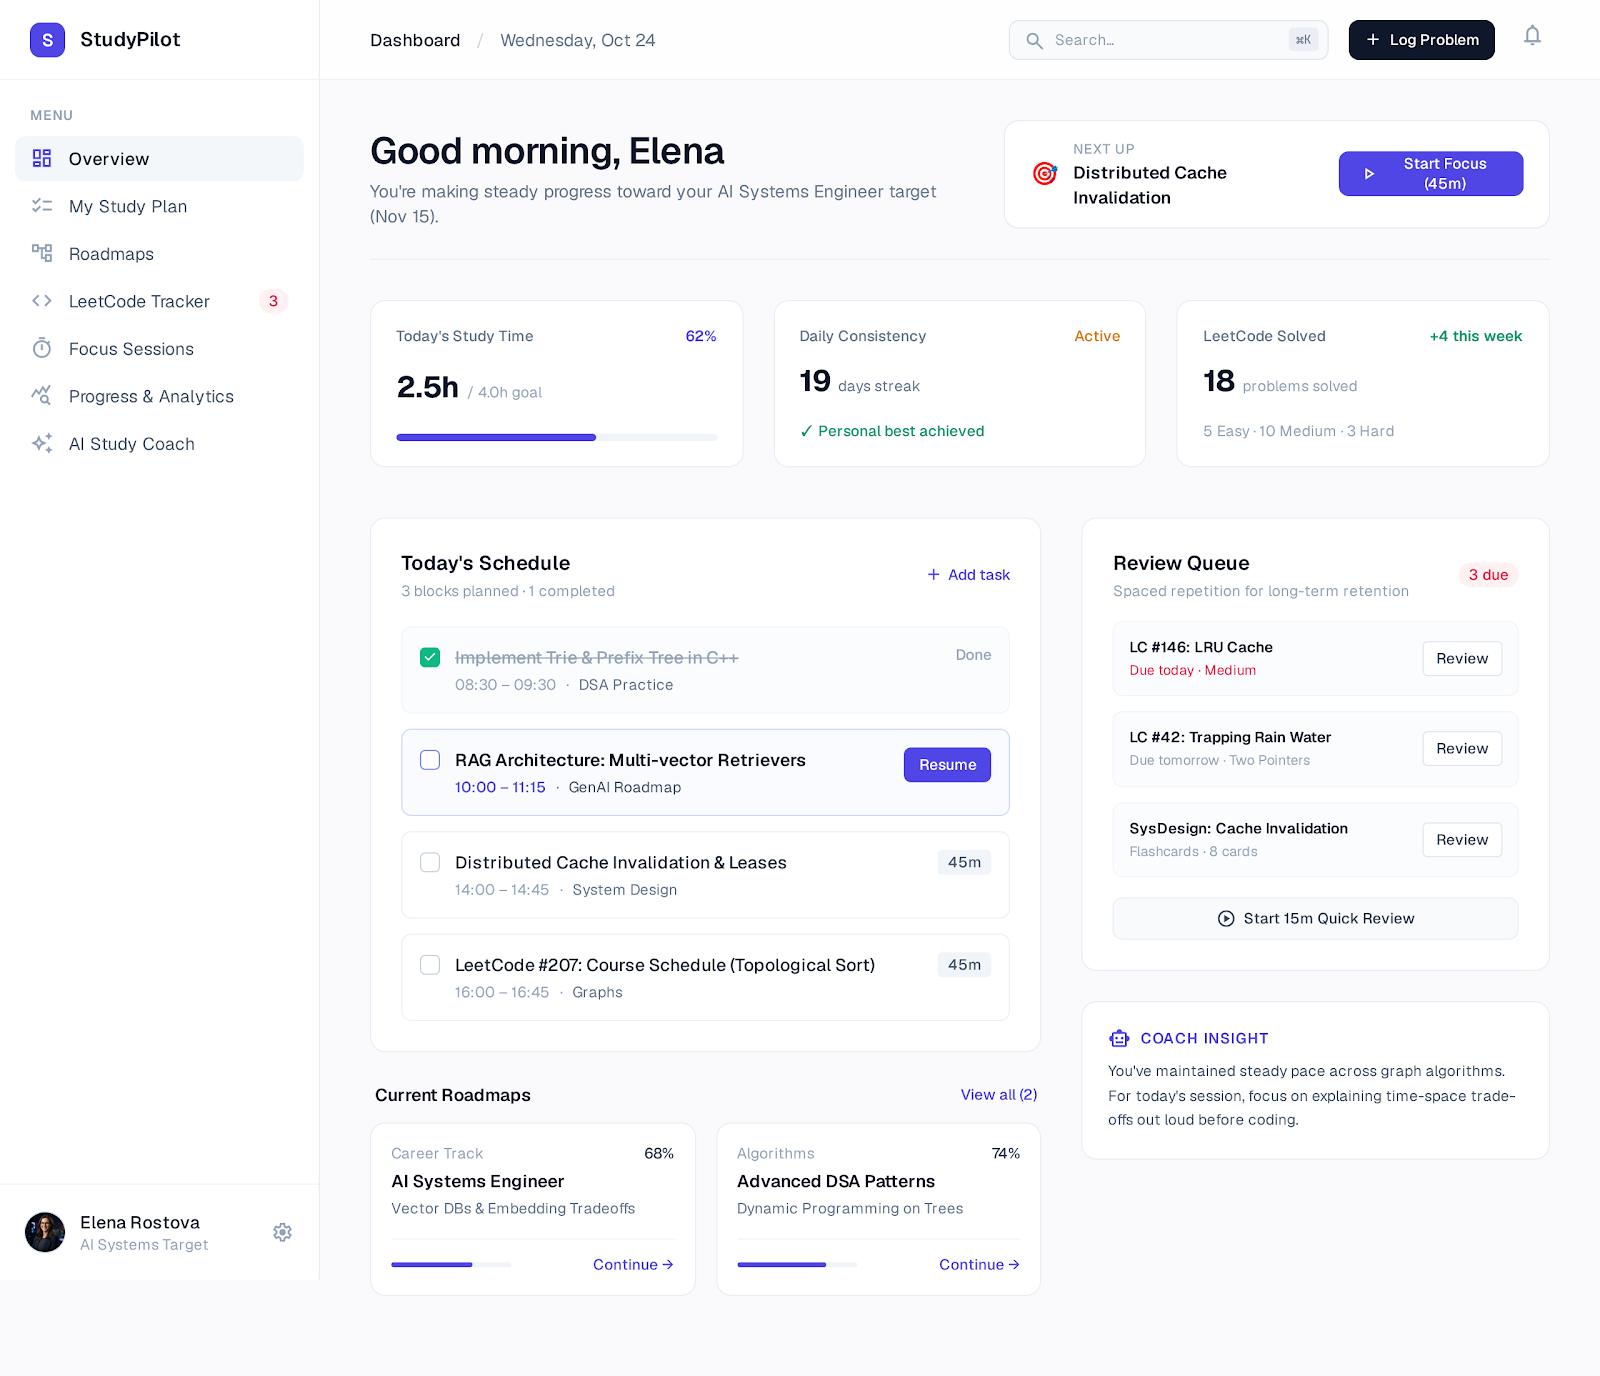 S StudyPilot
MENU
Overview
My Study Plan
Roadmaps
LeetCode Tracker 3
Focus Sessions
Progress & Analytics
AI Study Coach
Elena Rostova
AI Systems Target
Dashboard / Wednesday, Oct 24
Search... ⌘K
+ Log Problem
Good morning, Elena
You're making steady progress toward your AI Systems Engineer target
(Nov 15).
NEXT UP
Distributed Cache
Invalidation
Start Focus
(45m)
Today's Study Time 62%
2.5h / 4.0h goal
Daily Consistency Active
19 days streak
✓ Personal best achieved
LeetCode Solved +4 this week
18 problems solved
5 Easy · 10 Medium · 3 Hard
Today's Schedule
3 blocks planned · 1 completed
+ Add task
Implement Trie & Prefix Tree in C++ Done
08:30 – 09:30 · DSA Practice
RAG Architecture: Multi-vector Retrievers Resume
10:00 – 11:15 · GenAI Roadmap
Distributed Cache Invalidation & Leases 45m
14:00 – 14:45 · System Design
LeetCode #207: Course Schedule (Topological Sort) 45m
16:00 – 16:45 · Graphs
Current Roadmaps View all (2)
Career Track 68%
AI Systems Engineer
Vector DBs & Embedding Tradeoffs
Continue →
Algorithms 74%
Advanced DSA Patterns
Dynamic Programming on Trees
Continue →
Review Queue
Spaced repetition for long-term retention
3 due
LC #146: LRU Cache
Due today · Medium
Review
LC #42: Trapping Rain Water
Due tomorrow · Two Pointers
Review
SysDesign: Cache Invalidation
Flashcards · 8 cards
Review
Start 15m Quick Review
COACH INSIGHT
You've maintained steady pace across graph algorithms.
For today's session, focus on explaining time-space trade-
offs out loud before coding.